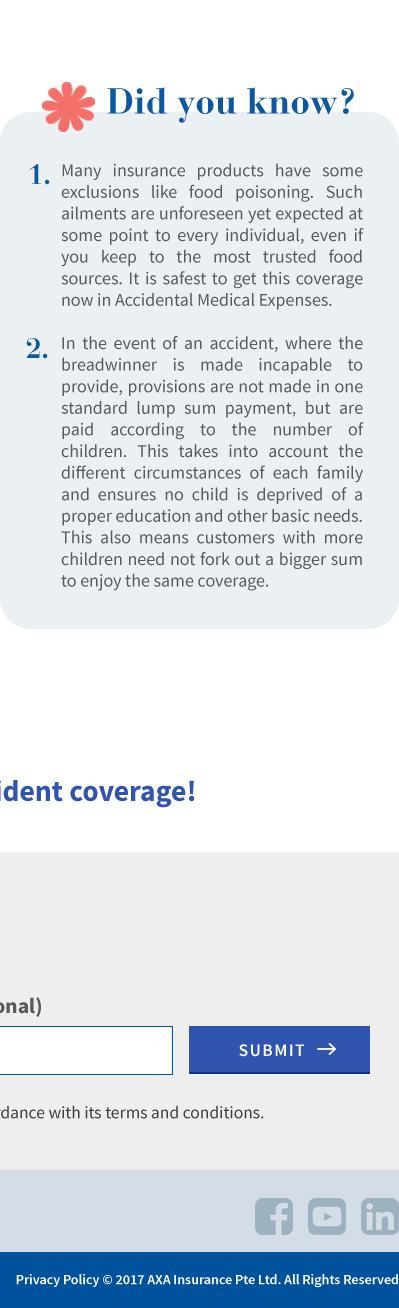 Did you know?
1. Many insurance products have some
exclusions like food poisoning. Such
ailments are unforeseen yet expected at
some point to every individual, even if
you keep to the most trusted food
sources. It is safest to get this coverage
now in Accidental Medical Expenses.
2. In the event of an accident, where the
breadwinner is made incapable to
provide, provisions are not made in one
standard lump sum payment, but are
paid according to the number of
children. This takes into account the
different circumstances of each family
and ensures no child is deprived of a
proper education and other basic needs.
This also means customers with more
children need not fork out a bigger sum
to enjoy the same coverage.
ident coverage!
onal)
SUBMIT
rdance with its terms and conditions.
Privacy Policy © 2017 AXA Insurance Pte Ltd. All Rights Reserved